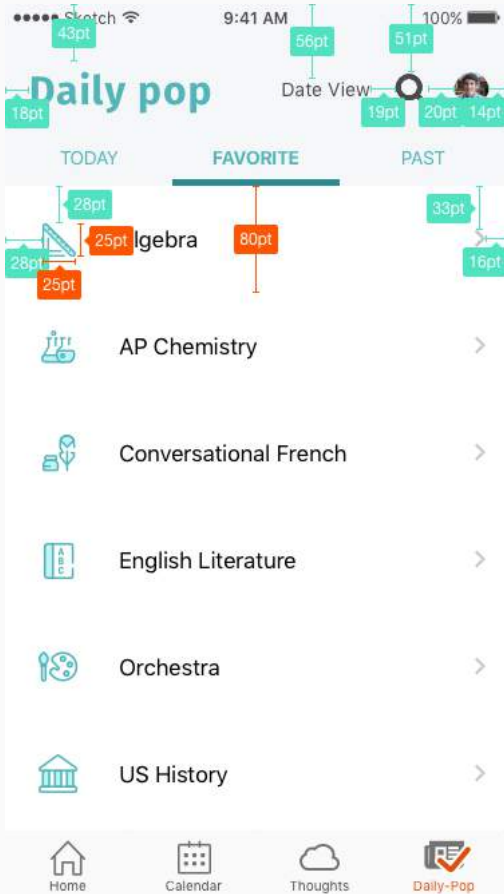 Sketch 9:41 AM 100%
43pt 56pt 51pt
Daily pop Date View
18pt 19pt 20pt 14pt
TODAY FAVORITE PAST
28pt 33pt
25pt lgebra 80pt
28pt 16pt
25pt
AP Chemistry
Conversational French
A
B
C
English Literature
Orchestra
US History
Home Calendar Thoughts Daily-Pop